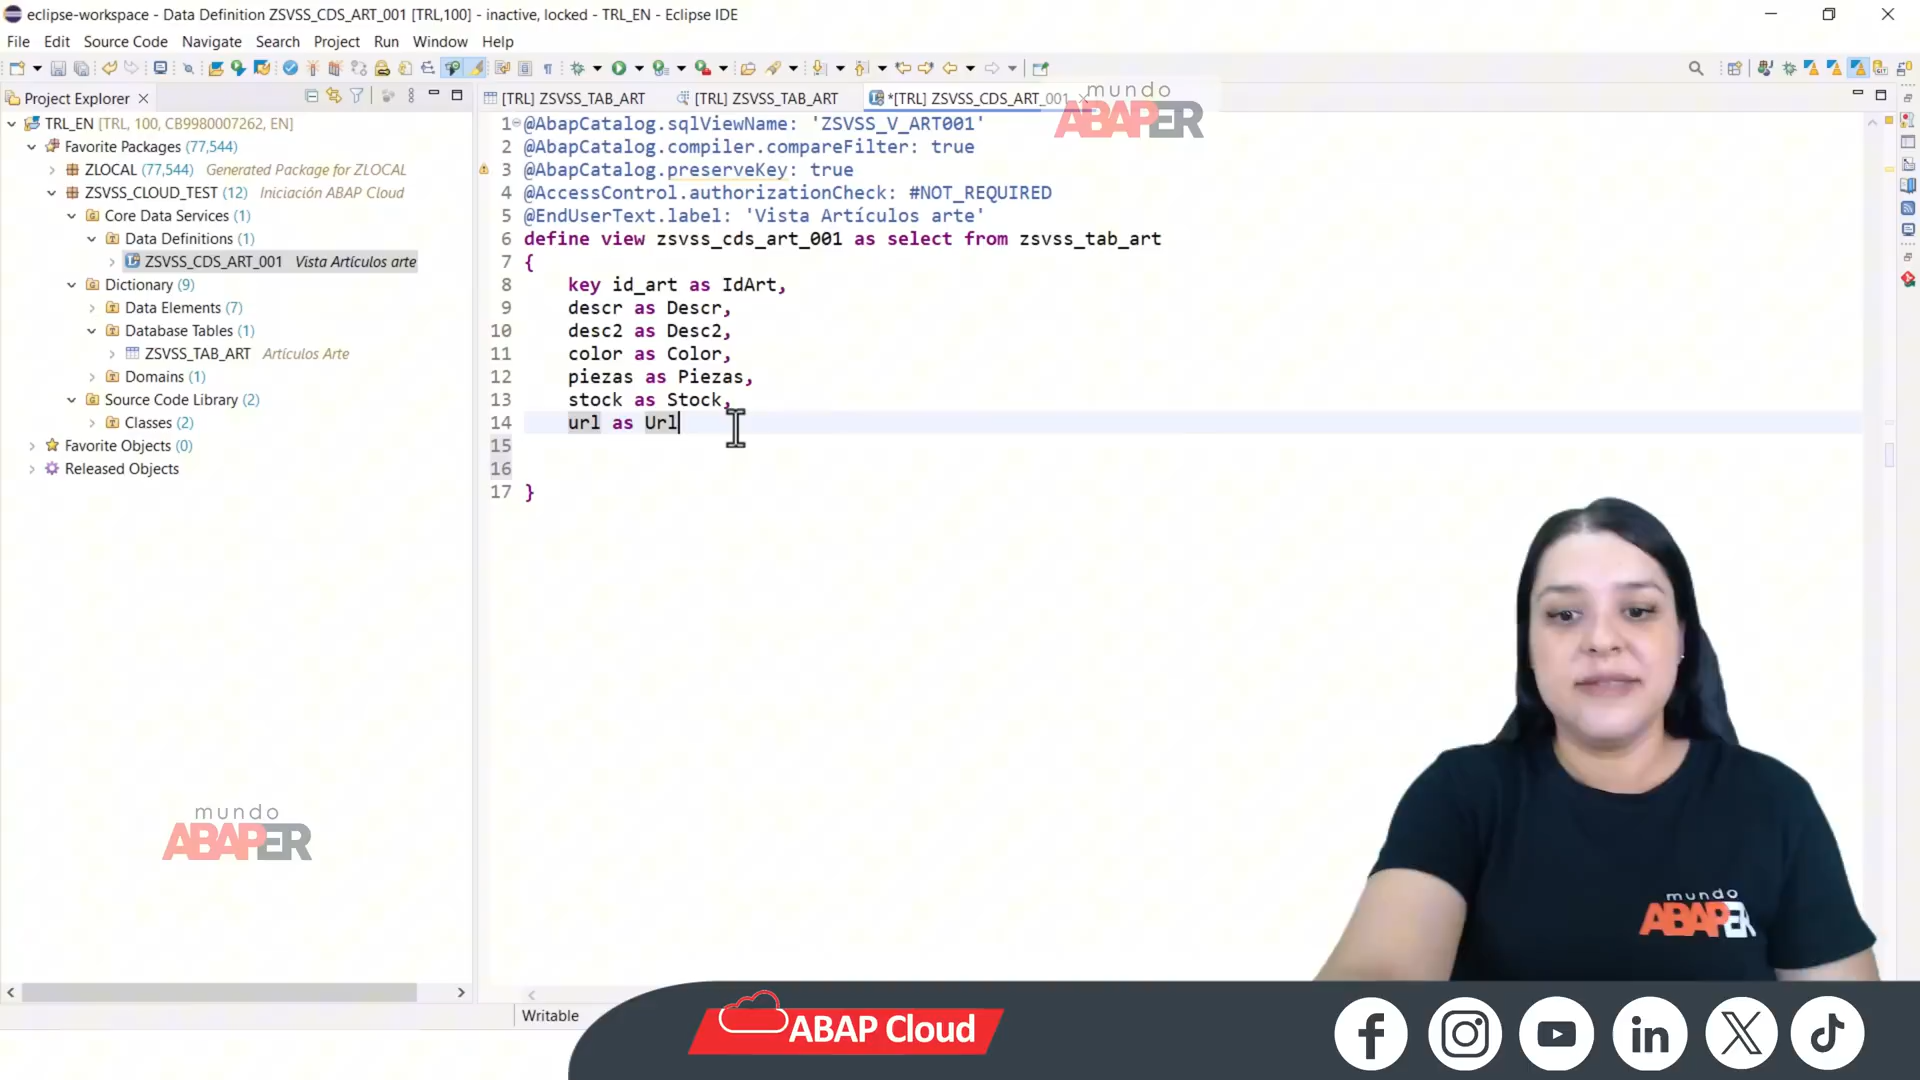 eclipse-workspace - Data Definition ZSVSS_CDS_ART_001 [TRL,100] - inactive, locked - TRL_EN - Eclipse IDE
File Edit Source Code Navigate Search Project Run Window Help
Project Explorer
[TRL] ZSVSS_TAB_ART
[TRL] ZSVSS_TAB_ART
*[TRL] ZSVSS_CDS_ART_001
mundo
ABAPER
TRL_EN [TRL, 100, CB9980007262, EN]
Favorite Packages (77,544)
ZLOCAL (77,544) Generated Package for ZLOCAL
ZSVSS_CLOUD_TEST (12) Iniciación ABAP Cloud
Core Data Services (1)
Data Definitions (1)
ZSVSS_CDS_ART_001 Vista Artículos arte
Dictionary (9)
Data Elements (7)
Database Tables (1)
ZSVSS_TAB_ART Artículos Arte
Domains (1)
Source Code Library (2)
Classes (2)
Favorite Objects (0)
Released Objects
1 @AbapCatalog.sqlViewName: 'ZSVSS_V_ART001'
2 @AbapCatalog.compiler.compareFilter: true
3 @AbapCatalog.preserveKey: true
4 @AccessControl.authorizationCheck: #NOT_REQUIRED
5 @EndUserText.label: 'Vista Artículos arte'
6 define view zsvss_cds_art_001 as select from zsvss_tab_art
7 {
8 key id_art as IdArt,
9 descr as Descr,
10 desc2 as Desc2,
11 color as Color,
12 piezas as Piezas,
13 stock as Stock,
14 url as Url
15
16
17 }
mundo
ABAPER
mundo
ABAPER
Writable
ABAP Cloud